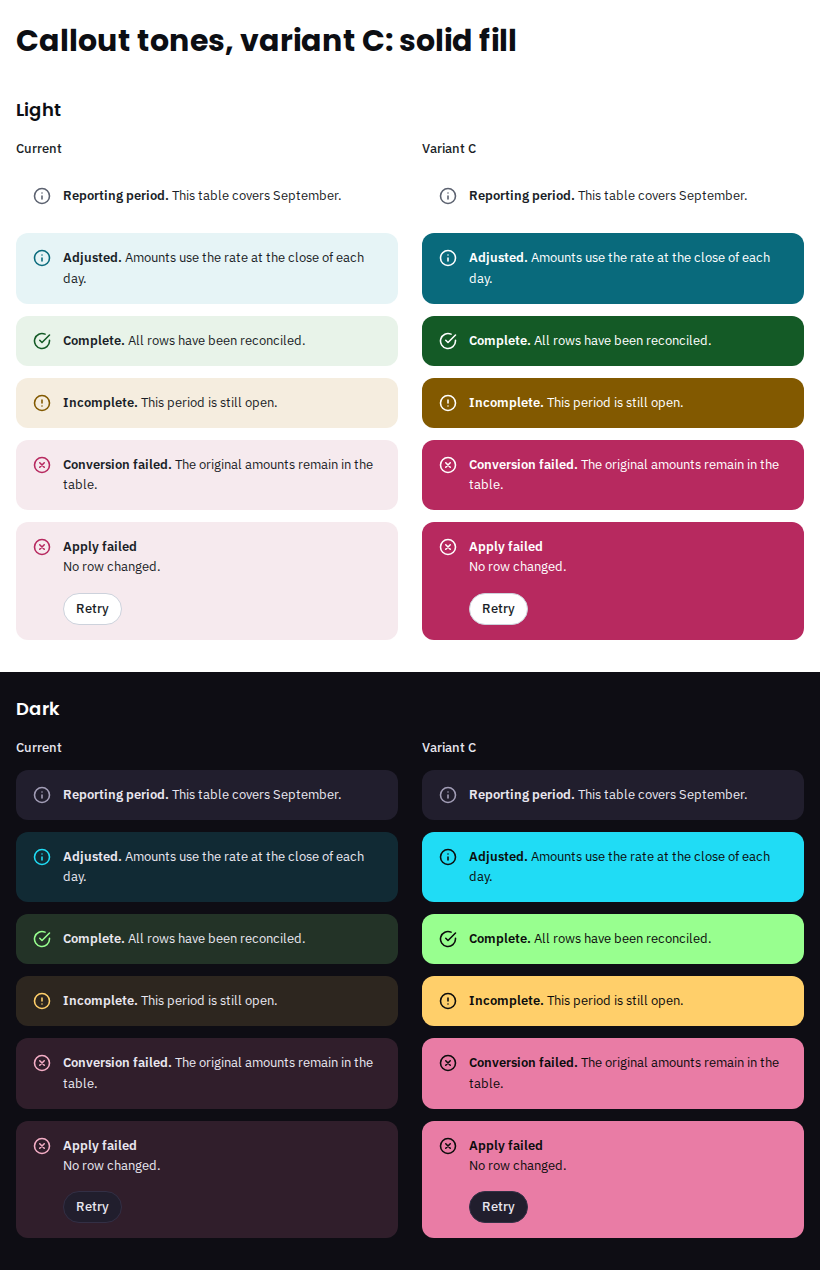 Callout tones, variant C: solid fill
Light
Current
Reporting period. This table covers September.
Adjusted. Amounts use the rate at the close of each
day.
Complete. All rows have been reconciled.
Incomplete. This period is still open.
Conversion failed. The original amounts remain in the
table.
Apply failed
No row changed.
Retry
Variant C
Reporting period. This table covers September.
Adjusted. Amounts use the rate at the close of each
day.
Complete. All rows have been reconciled.
Incomplete. This period is still open.
Conversion failed. The original amounts remain in the
table.
Apply failed
No row changed.
Retry
Dark
Current
Reporting period. This table covers September.
Adjusted. Amounts use the rate at the close of each
day.
Complete. All rows have been reconciled.
Incomplete. This period is still open.
Conversion failed. The original amounts remain in the
table.
Apply failed
No row changed.
Retry
Variant C
Reporting period. This table covers September.
Adjusted. Amounts use the rate at the close of each
day.
Complete. All rows have been reconciled.
Incomplete. This period is still open.
Conversion failed. The original amounts remain in the
table.
Apply failed
No row changed.
Retry